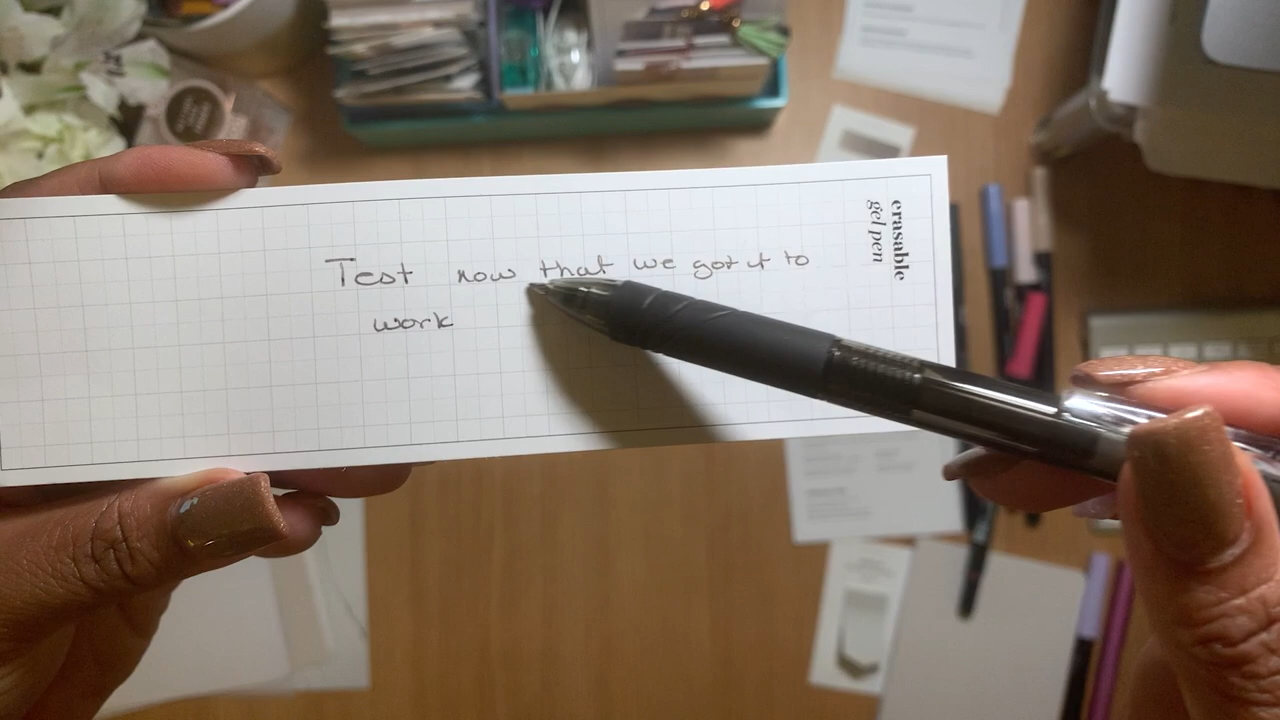 Test now that we got it to
work
erasable
gel pen